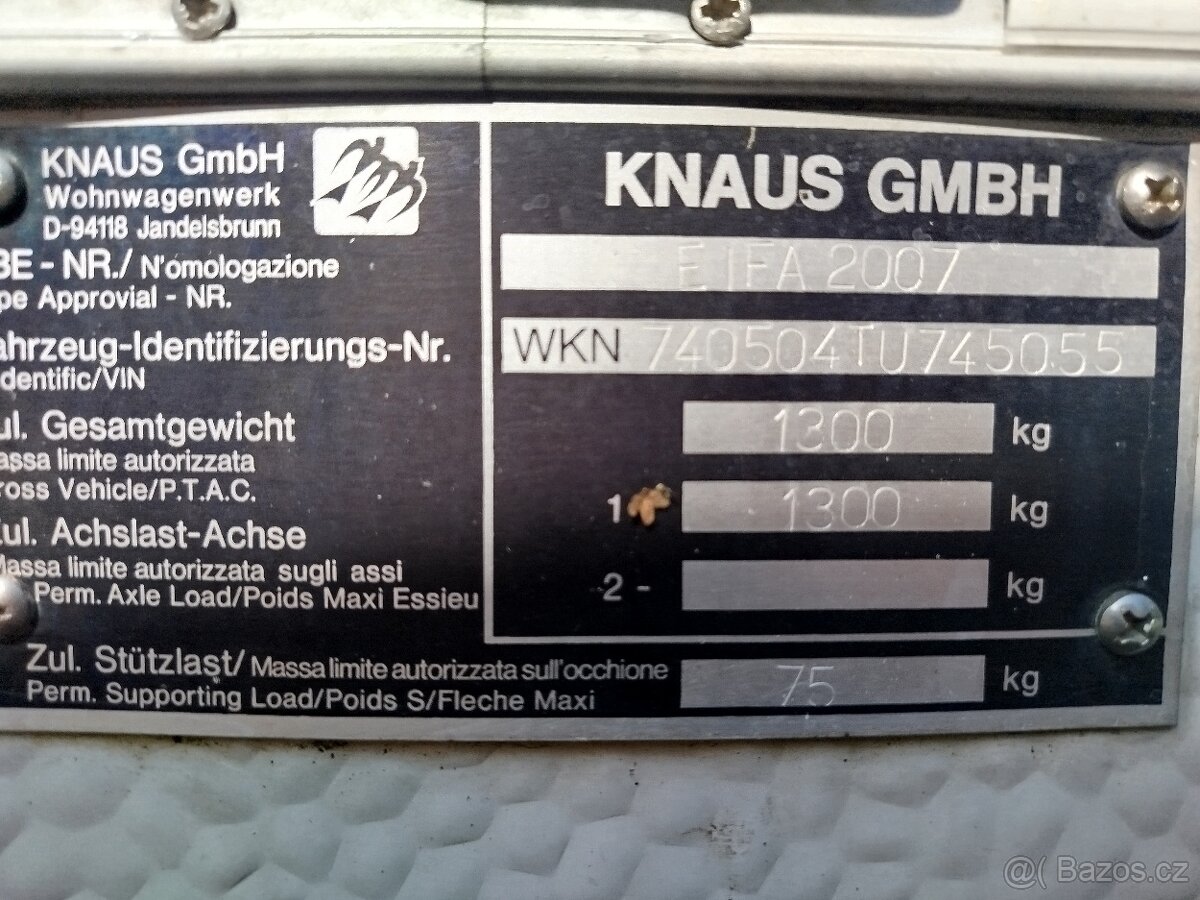 KNAUS GmbH
Wohnwagenwerk
D-94118 Jandelsbrunn
KNAUS GMBH
BE - NR./ N'omologazione
pe Approvial - NR.
E1FA 2007
ahrzeug-Identifizierungs-Nr.
dentific/VIN
WKN 740504TU745055
ul. Gesamtgewicht
assa limite autorizzata
ross Vehicle/P.T.A.C.
1300 kg
Zul. Achslast-Achse
Massa limite autorizzata sugli assi
Perm. Axle Load/Poids Maxi Essieu
1 1300 kg
2 - kg
Zul. Stützlast/ Massa limite autorizzata sull'occhione
Perm. Supporting Load/Poids S/Fleche Maxi
75 kg
@( Bazos.cz